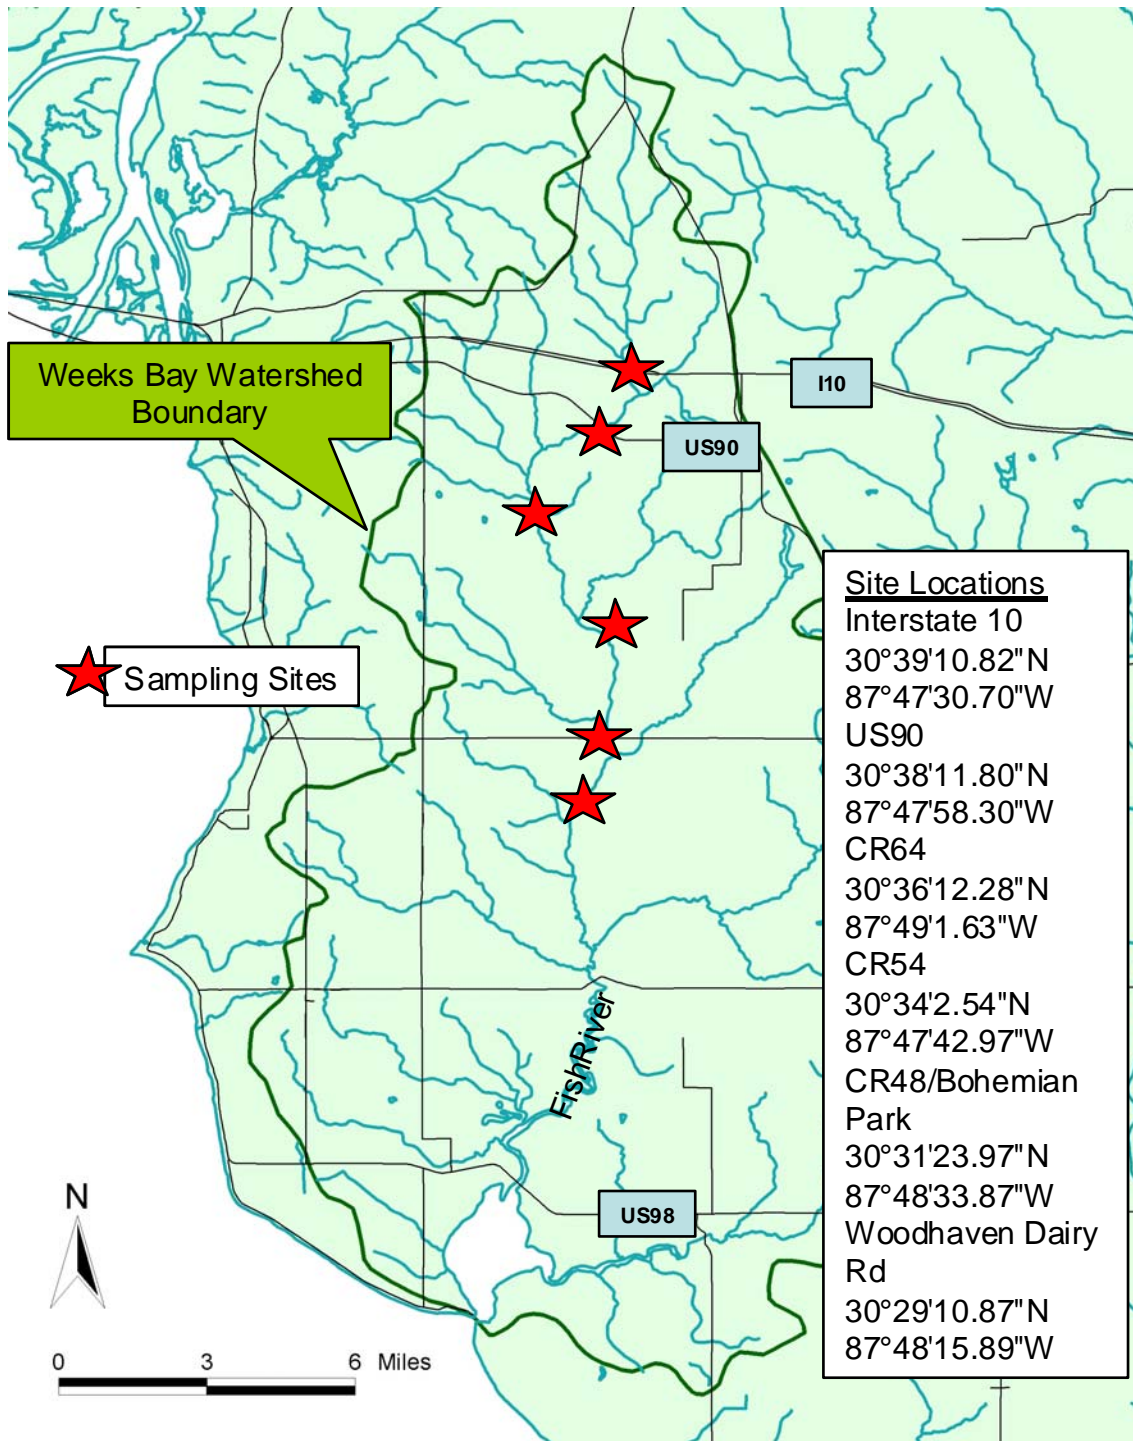 Weeks Bay Watershed
Boundary
I10
US90
Sampling Sites
Site Locations
Interstate 10
30°39'10.82"N
87°47'30.70"W
US90
30°38'11.80"N
87°47'58.30"W
CR64
30°36'12.28"N
87°49'1.63"W
CR54
30°34'2.54"N
87°47'42.97"W
CR48/Bohemian
Park
30°31'23.97"N
87°48'33.87"W
Woodhaven Dairy
Rd
30°29'10.87"N
87°48'15.89"W
FishRiver
US98
N
0 3 6 Miles